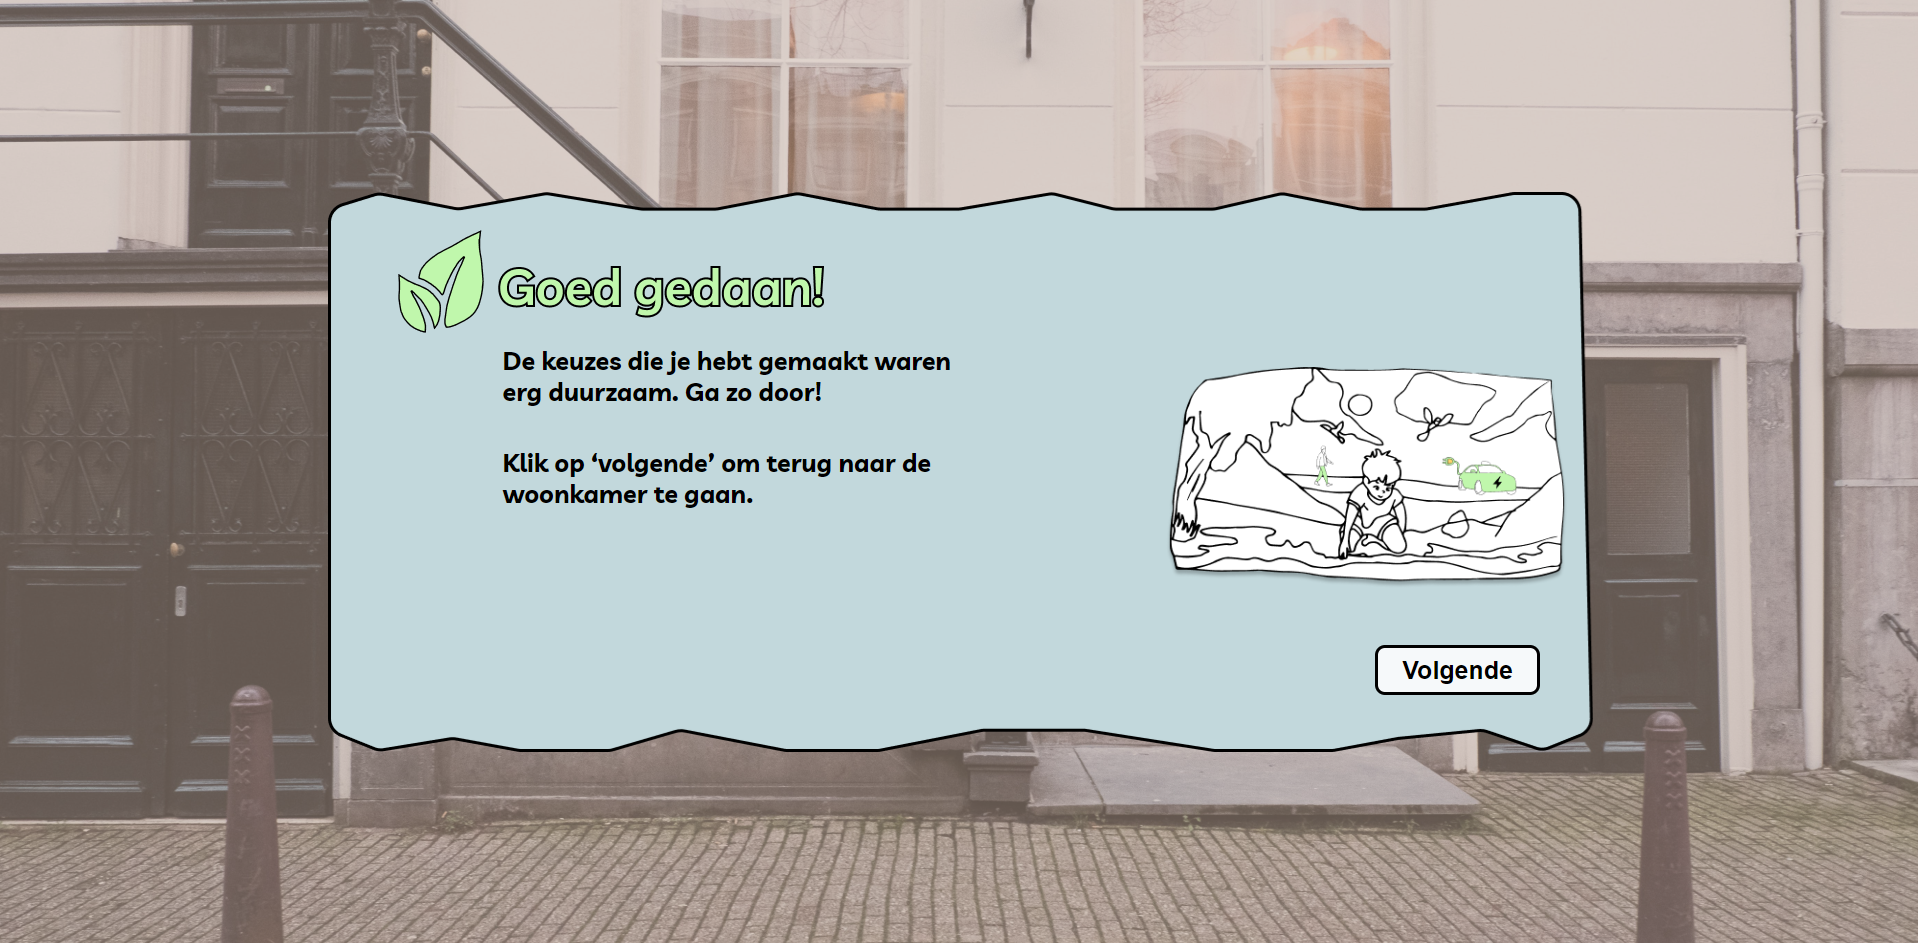 Goed gedaan!
De keuzes die je hebt gemaakt waren
erg duurzaam. Ga zo door!
Klik op ‘volgende’ om terug naar de
woonkamer te gaan.
Volgende